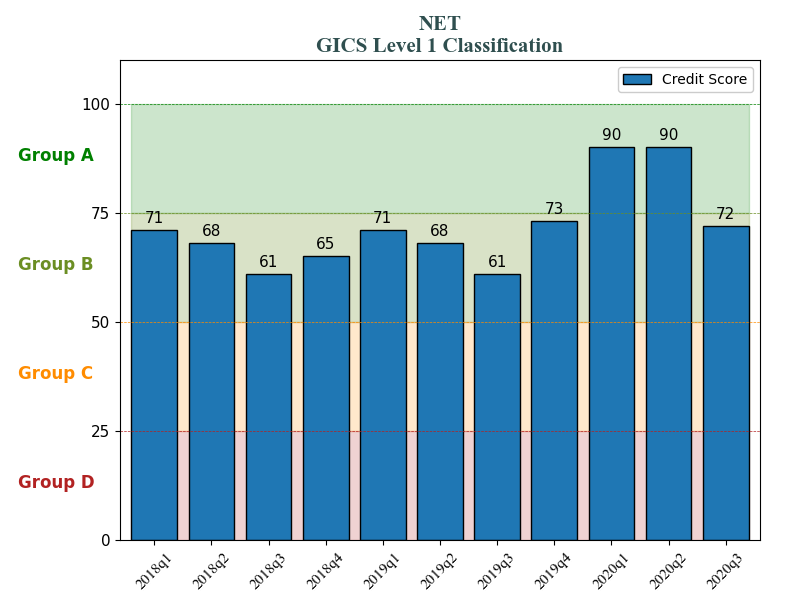 NET
GICS Level 1 Classification
Credit Score
100
Group A
90
90
75
71
68
61
65
71
68
61
73
72
Group B
50
Group C
25
Group D
0
2018q1
2018q2
2018q3
2018q4
2019q1
2019q2
2019q3
2019q4
2020q1
2020q2
2020q3